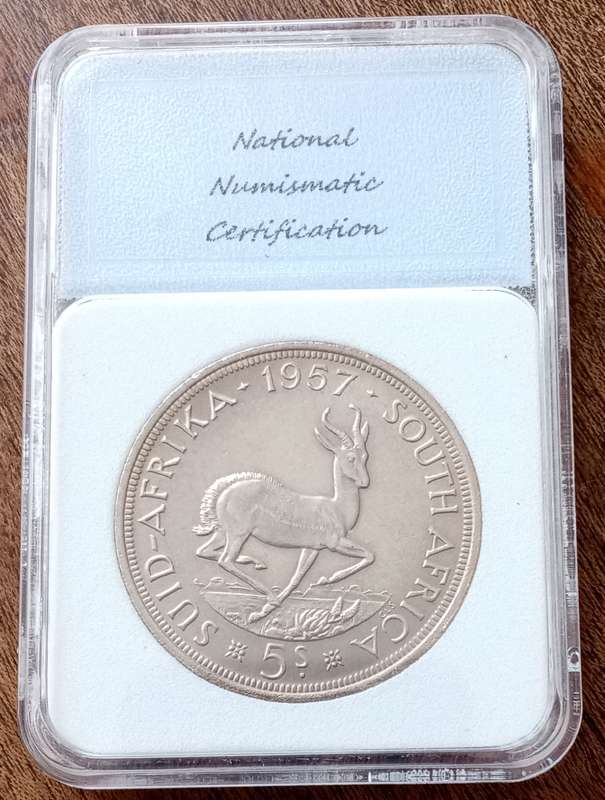 National
Numismatic
Certification
SUID-AFRIKA · 1957 · SOUTH AFRICA
5S.